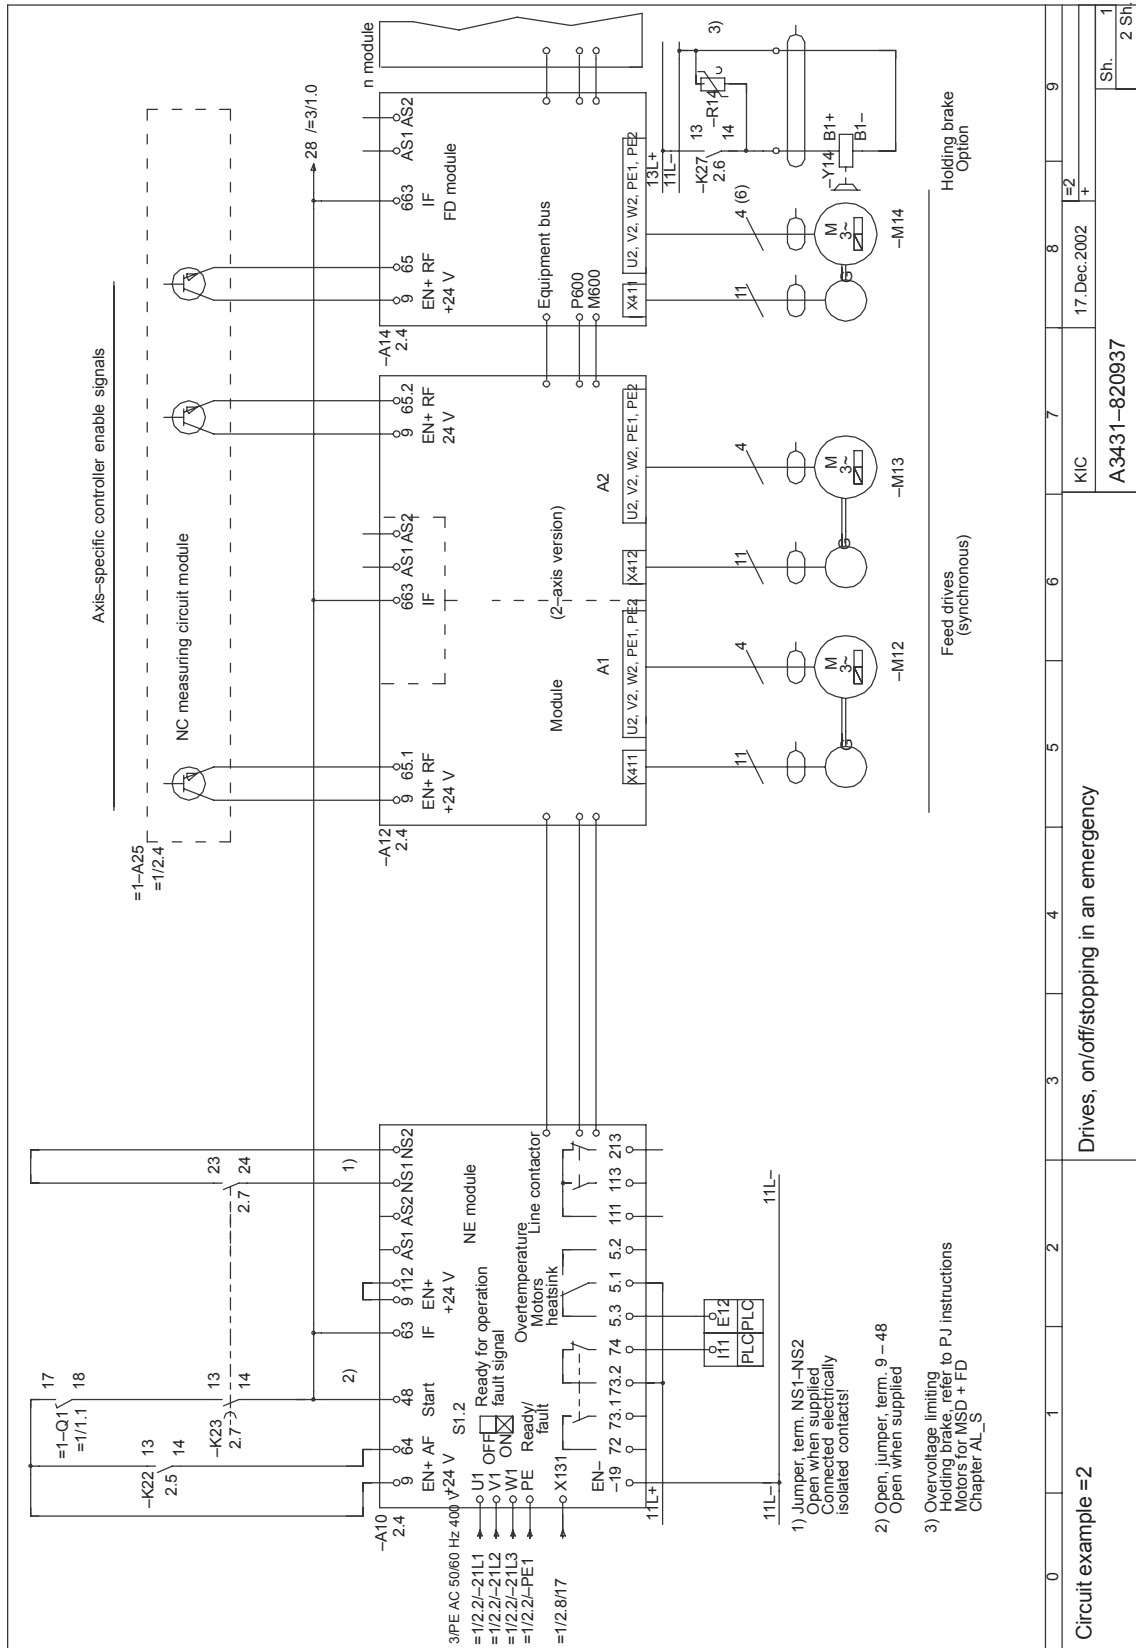 Axis–specific controller enable signals
=1–A25
=1/2.4
NC measuring circuit module
17
18
=1–Q1
=1/1.1
–K22
2.5
13
14
–K23
2.7
13
14
23
24
2.7
2)
1)
28 /=3/1.0
–A10
2.4
9
64
48
63
9
112
AS1
AS2
NS1
NS2
EN+
AF
+24 V
Start
IF
EN+
+24 V
NE module
3/PE AC 50/60 Hz 400 V
=1/2.2/–21L1
=1/2.2/–21L2
=1/2.2/–21L3
=1/2.2/–PE1
=1/2.8/17
U1
V1
W1
PE
X131
S1.2
OFF
ON
Ready for operation
fault signal
Ready/
fault
Overtemperature
Motors
heatsink
Line contactor
EN–
–19
72
73.1
73.2
74
5.3
5.1
5.2
111
113
213
11L+
11L–
11L–
I11
E12
PLC
PLC
–A12
2.4
9
65.1
EN+ RF
+24 V
663
AS1
AS2
IF
9
65.2
EN+ RF
24 V
Module
(2–axis version)
A1
A2
X411
U2, V2, W2, PE1, PE2
X412
U2, V2, W2, PE1, PE2
11
4
11
4
M
3~
G
–M12
M
3~
G
–M13
–A14
2.4
9
65
EN+ RF
+24 V
663
IF
AS1
AS2
FD module
n module
Equipment bus
P600
M600
X411
U2, V2, W2, PE1, PE2
11
4 (6)
M
3~
G
–M14
13L+
11L–
–K27
2.6
13
14
–R14
U
3)
–Y14
B1+
B1–
Holding brake
Option
Feed drives
(synchronous)
1) Jumper, term. NS1–NS2
Open when supplied
Connected electrically
isolated contacts!
2) Open, jumper, term. 9 – 48
Open when supplied
3) Overvoltage limiting
Holding brake, refer to PJ instructions
Motors for MSD + FD
Chapter AL_S
0
1
2
3
4
5
6
7
8
9
Circuit example =2
Drives, on/off/stopping in an emergency
KIC
17.Dec.2002
=2
+
A3431–820937
Sh.
1
2 Sh.